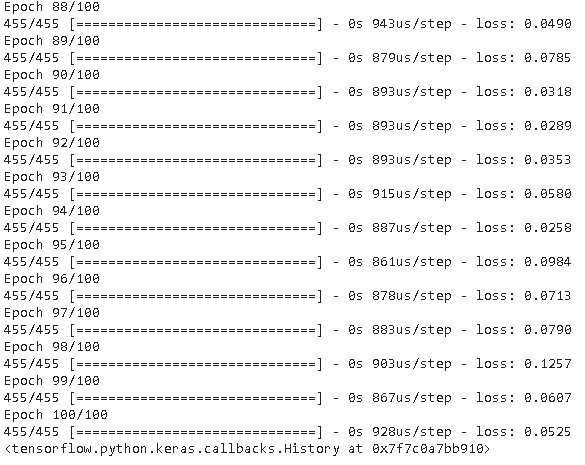 Epoch 88/100
455/455 [==============================] - 0s 943us/step - loss: 0.0490
Epoch 89/100
455/455 [==============================] - 0s 879us/step - loss: 0.0785
Epoch 90/100
455/455 [==============================] - 0s 893us/step - loss: 0.0318
Epoch 91/100
455/455 [==============================] - 0s 893us/step - loss: 0.0289
Epoch 92/100
455/455 [==============================] - 0s 893us/step - loss: 0.0353
Epoch 93/100
455/455 [==============================] - 0s 915us/step - loss: 0.0580
Epoch 94/100
455/455 [==============================] - 0s 887us/step - loss: 0.0258
Epoch 95/100
455/455 [==============================] - 0s 861us/step - loss: 0.0984
Epoch 96/100
455/455 [==============================] - 0s 878us/step - loss: 0.0713
Epoch 97/100
455/455 [==============================] - 0s 883us/step - loss: 0.0790
Epoch 98/100
455/455 [==============================] - 0s 903us/step - loss: 0.1257
Epoch 99/100
455/455 [==============================] - 0s 867us/step - loss: 0.0607
Epoch 100/100
455/455 [==============================] - 0s 928us/step - loss: 0.0525
<tensorflow.python.keras.callbacks.History at 0x7f7c0a7bb910>